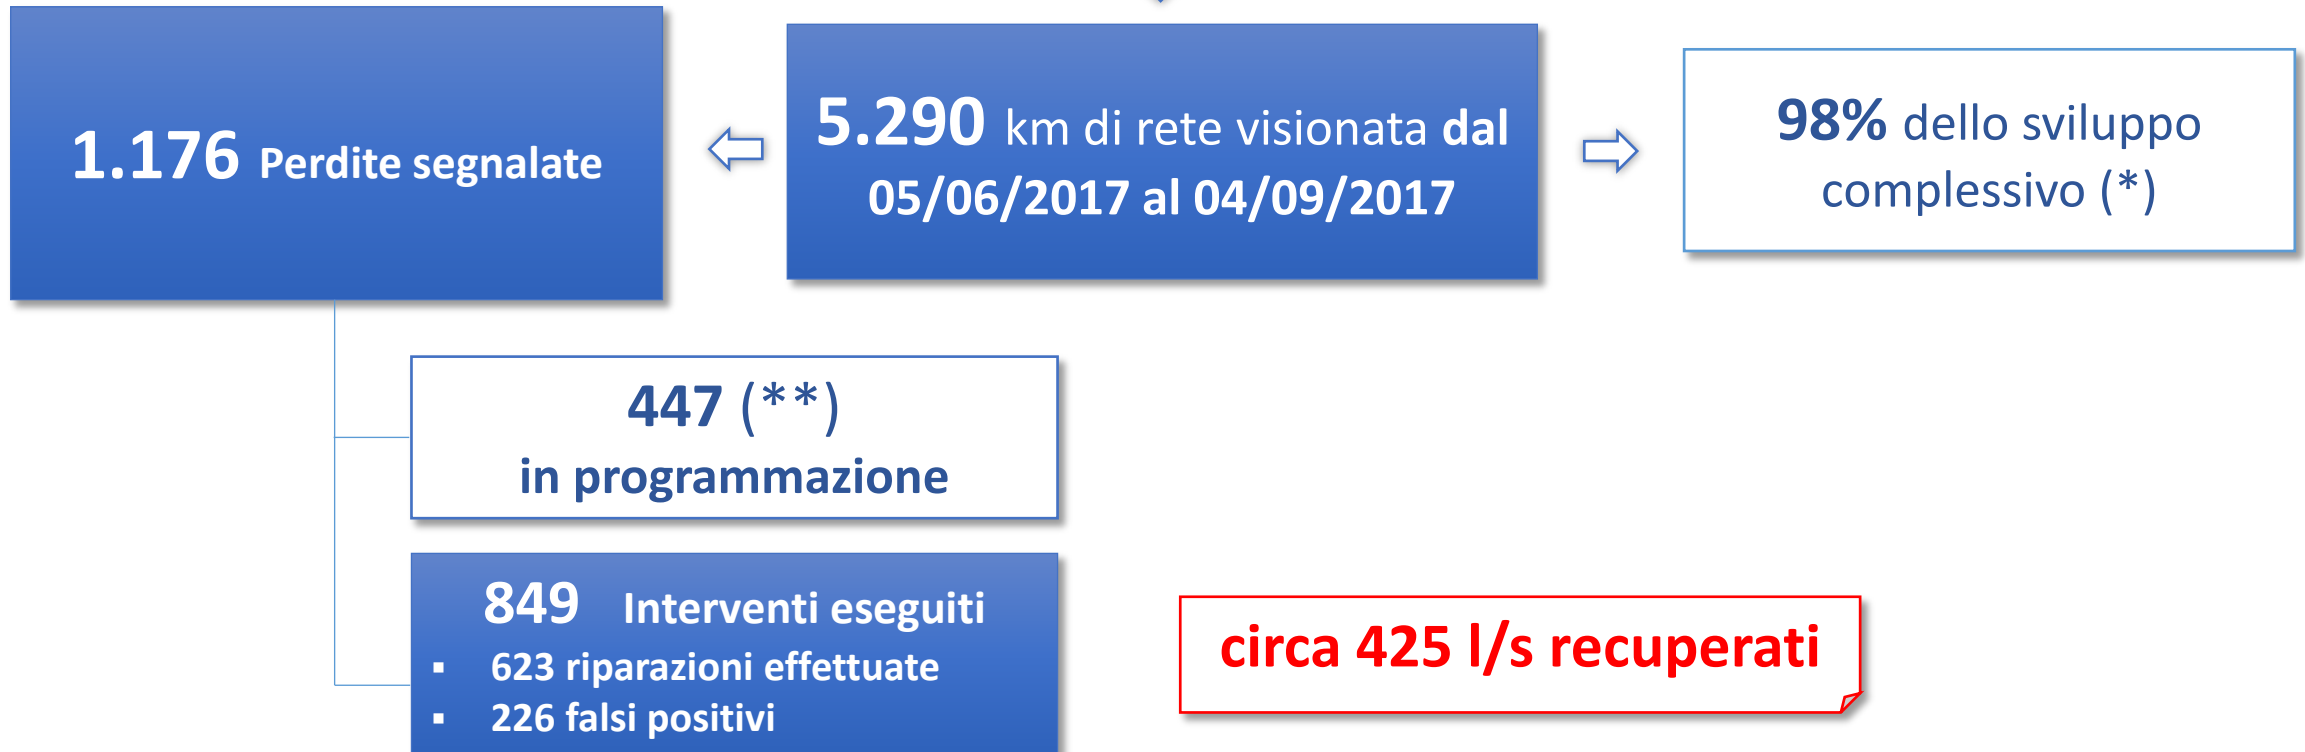 1.176 Perdite segnalate
5.290 km di rete visionata dal
05/06/2017 al 04/09/2017
98% dello sviluppo
complessivo (*)
447 (**)
in programmazione
849 Interventi eseguiti
▪ 623 riparazioni effettuate
▪ 226 falsi positivi
circa 425 l/s recuperati